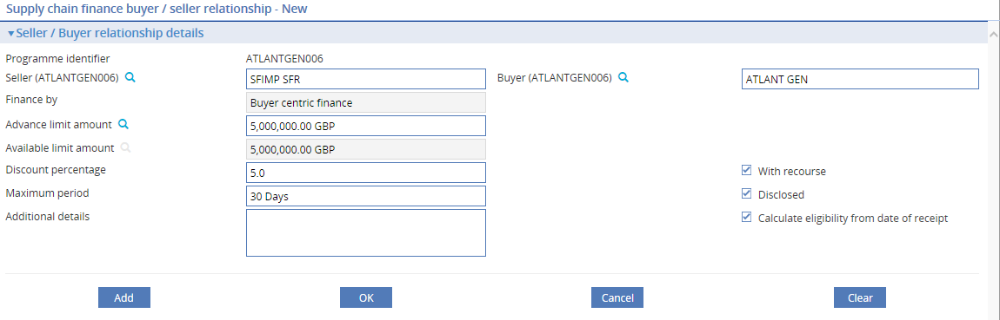 Supply chain finance buyer / seller relationship - New
Seller / Buyer relationship details
Programme identifier ATLANTGEN006
Seller (ATLANTGEN006) SFIMP SFR Buyer (ATLANTGEN006) ATLANT GEN
Finance by Buyer centric finance
Advance limit amount 5,000,000.00 GBP
Available limit amount 5,000,000.00 GBP
Discount percentage 5.0 With recourse
Maximum period 30 Days Disclosed
Additional details Calculate eligibility from date of receipt
Add OK Cancel Clear